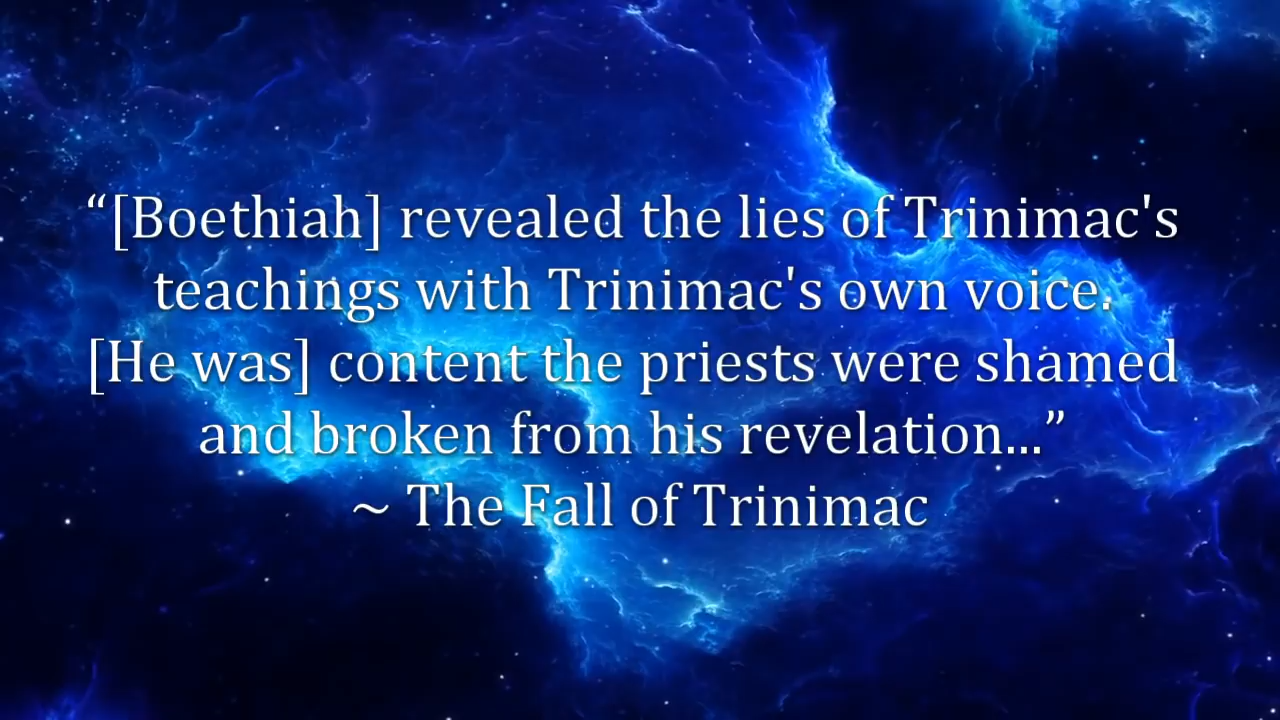 “[Boethiah] revealed the lies of Trinimac's
teachings with Trinimac's own voice.
[He was] content the priests were shamed
and broken from his revelation...”
~ The Fall of Trinimac